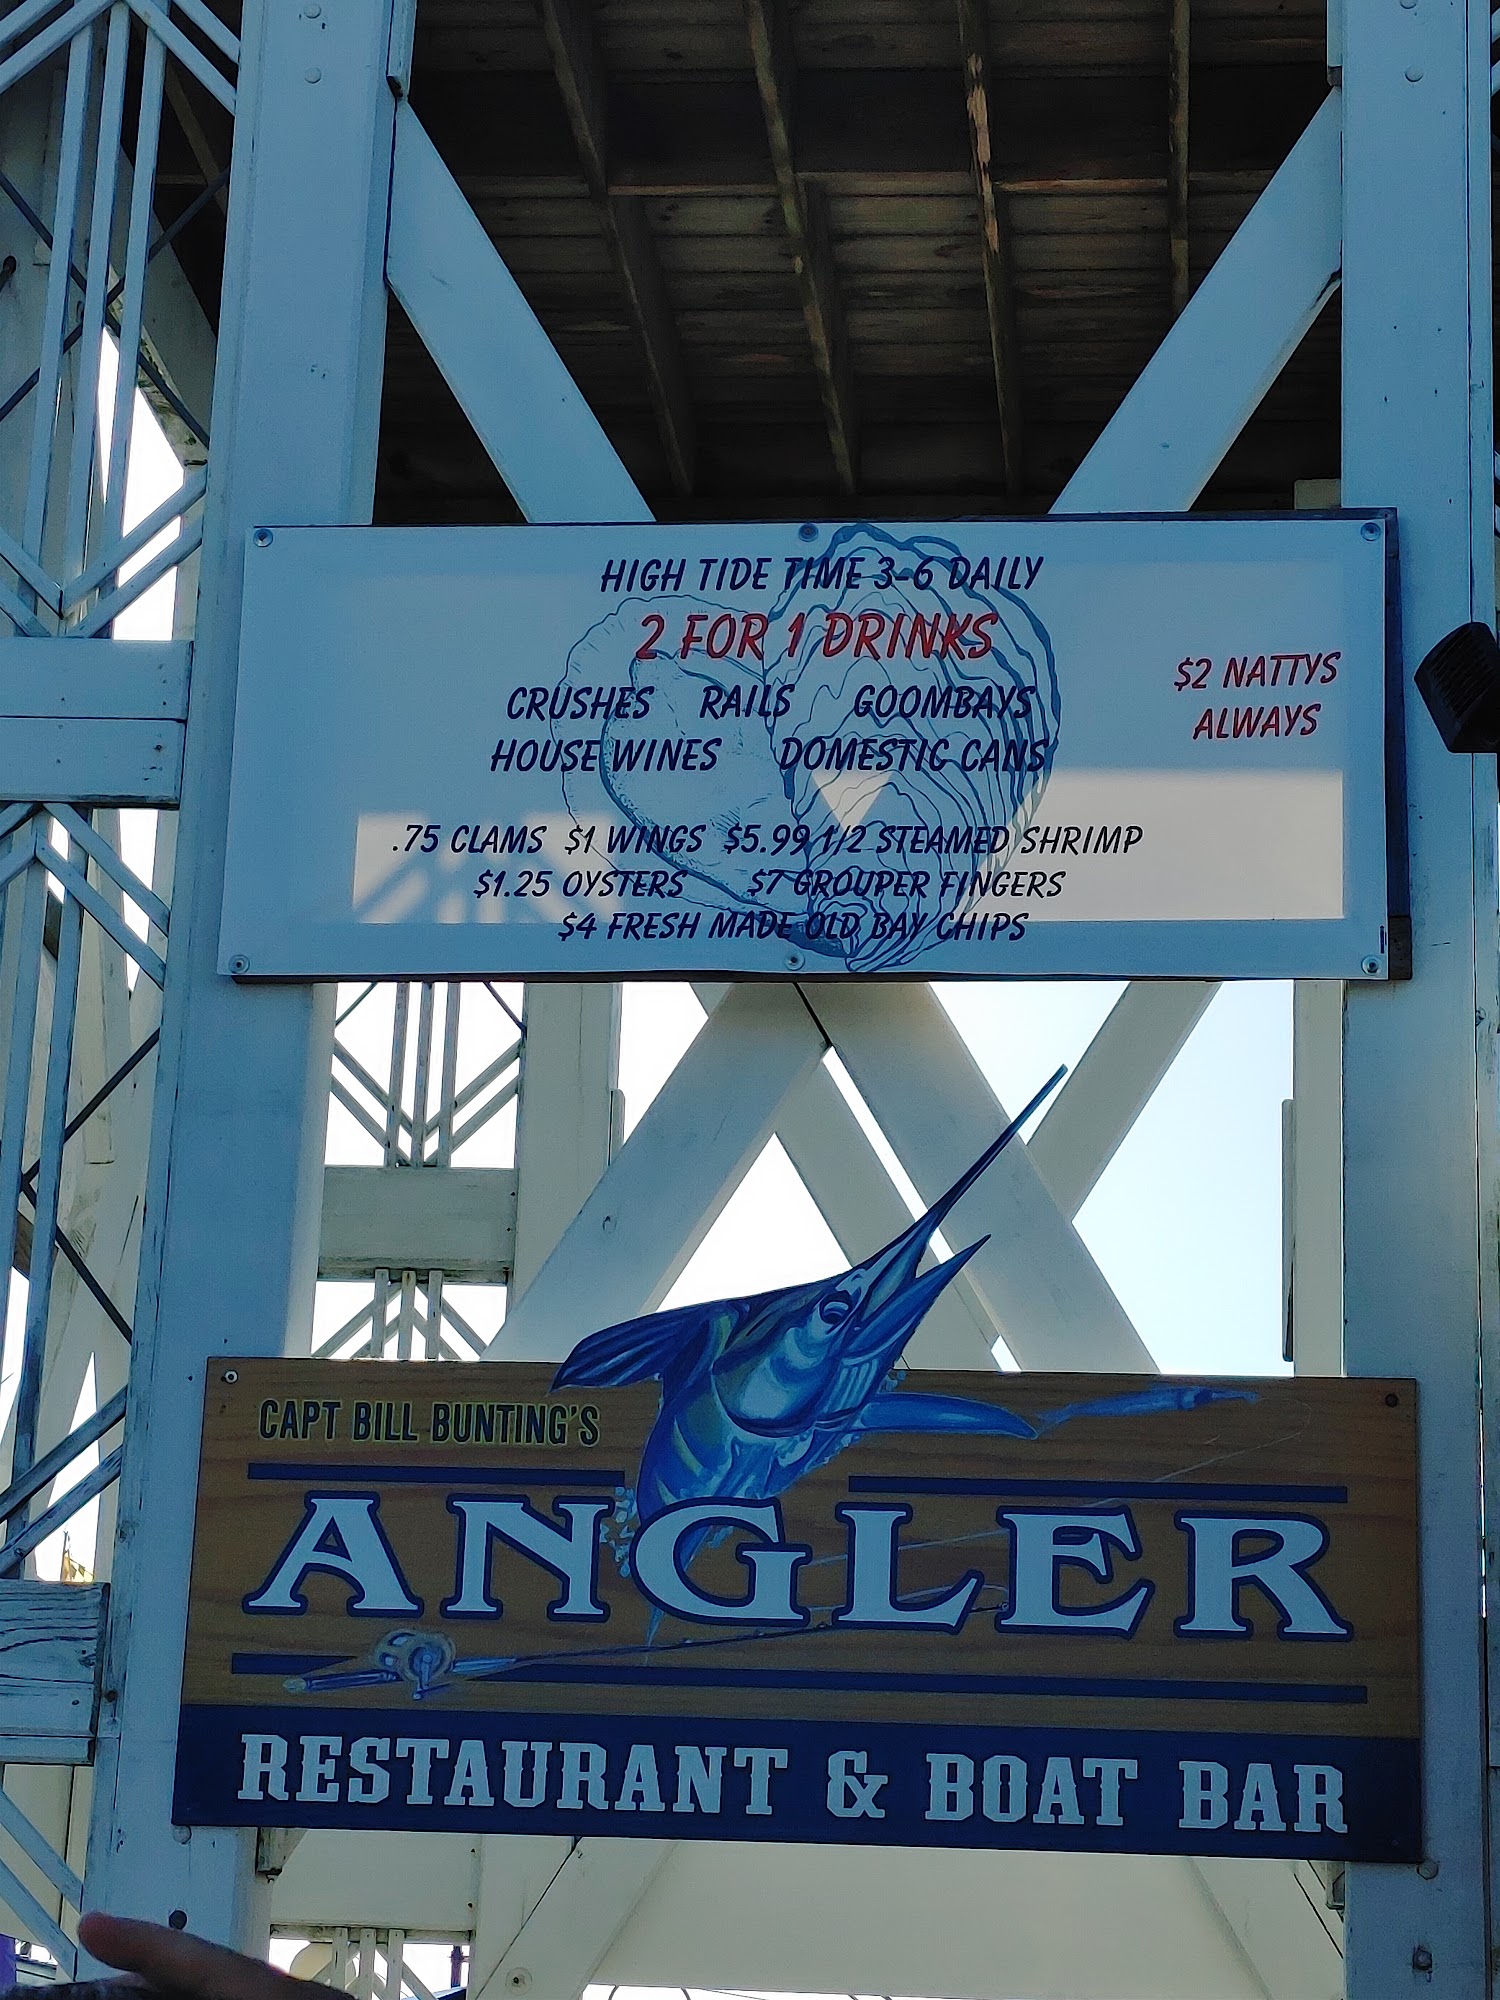 HIGH TIDE TIME 3-6 DAILY
2 FOR 1 DRINKS
CRUSHES RAILS GOOMBAYS
HOUSE WINES DOMESTIC CANS
$2 NATTYS
ALWAYS
.75 CLAMS $1 WINGS $5.99 1/2 STEAMED SHRIMP
$1.25 OYSTERS $7 GROUPER FINGERS
$4 FRESH MADE OLD BAY CHIPS
CAPT BILL BUNTING'S
ANGLER
RESTAURANT & BOAT BAR